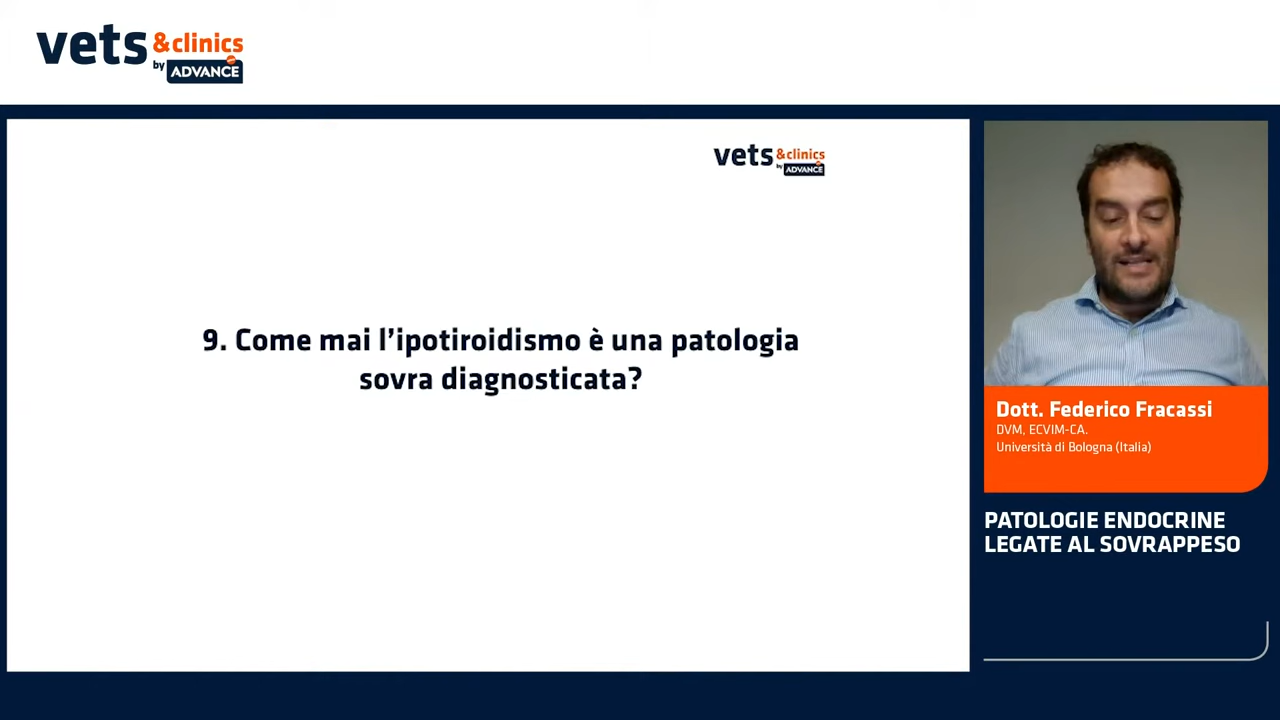 vets &clinics
by ADVANCE
vets &clinics
by ADVANCE
9. Come mai l’ipotiroidismo è una patologia
sovra diagnosticata?
Dott. Federico Fracassi
DVM, ECVIM-CA.
Università di Bologna (Italia)
PATOLOGIE ENDOCRINE
LEGATE AL SOVRAPPESO